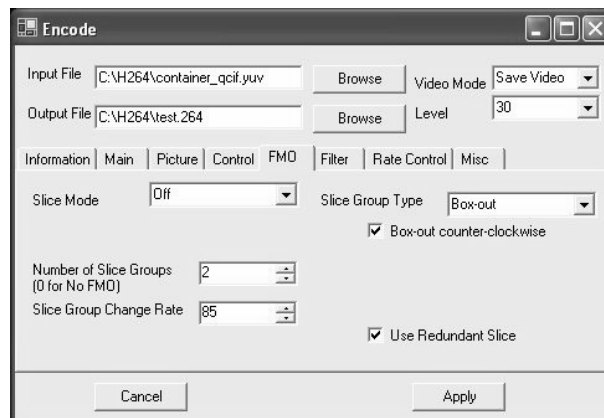 Encode
Input File C:\H264\container_qcif.yuv Browse Video Mode Save Video
Output File C:\H264\test.264 Browse Level 30
Information Main Picture Control FMO Filter Rate Control Misc
Slice Mode Off Slice Group Type Box-out
Box-out counter-clockwise
Number of Slice Groups 2
(0 for No FMO)
Slice Group Change Rate 85
Use Redundant Slice
Cancel Apply